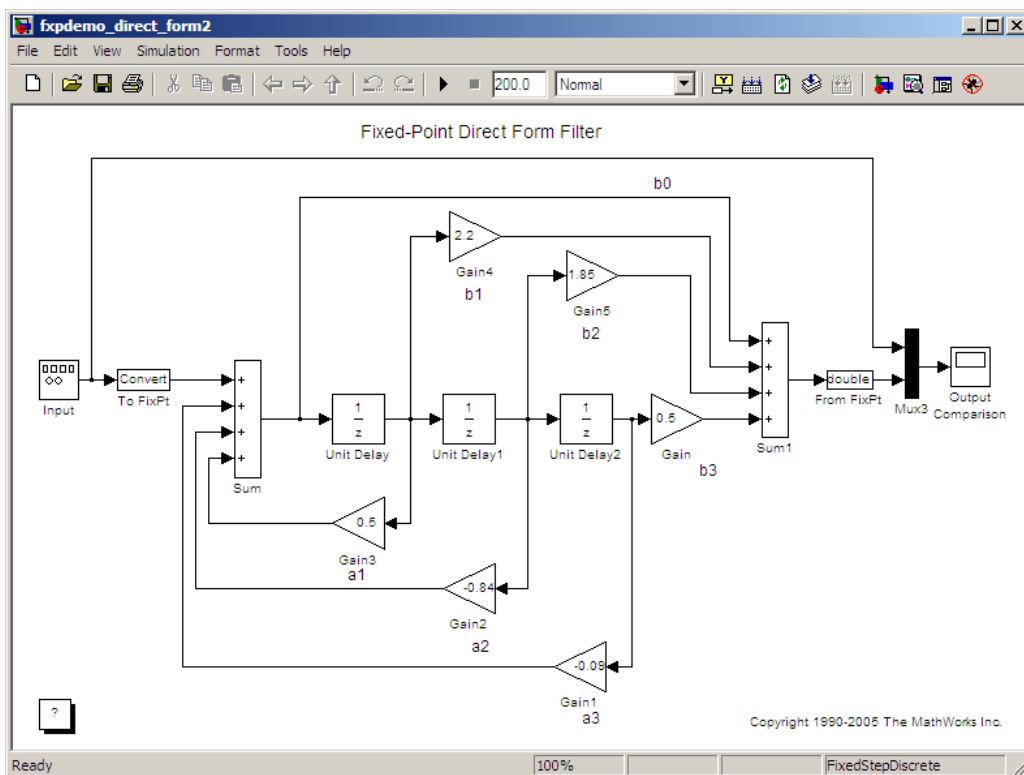 fxpdemo_direct_form2
File Edit View Simulation Format Tools Help
200.0 Normal
Fixed-Point Direct Form Filter
b0
2.2
Gain4
b1
1.85
Gain5
b2
Input
Convert
To FixPt
+
+
+
+
Sum
1
z
Unit Delay
1
z
Unit Delay1
1
z
Unit Delay2
0.5
Gain
b3
+
+
+
+
Sum1
double
From FixPt
Mux3
Output
Comparison
0.5
Gain3
a1
-0.84
Gain2
a2
-0.09
Gain1
a3
?
Copyright 1990-2005 The MathWorks Inc.
Ready 100% FixedStepDiscrete